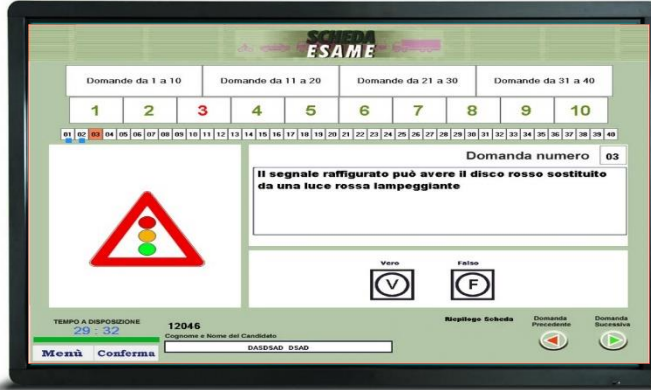 SCHEDA
ESAME
Domande da 1 a 10 Domande da 11 a 20 Domande da 21 a 30 Domande da 31 a 40
1 2 3 4 5 6 7 8 9 10
01 02 03 04 05 06 07 08 09 10 11 12 13 14 15 16 17 18 19 20 21 22 23 24 25 26 27 28 29 30 31 32 33 34 35 36 37 38 39 40
Domanda numero 03
Il segnale raffigurato può avere il disco rosso sostituito
da una luce rossa lampeggiante
Vero Falso
V F
TEMPO A DISPOSIZIONE
29 : 32
12046
Cognome e Nome del Candidato
DASDSAD DSAD
Menù Conferma
Riepilogo Scheda
Domanda
Precedente
Domanda
Sucessiva